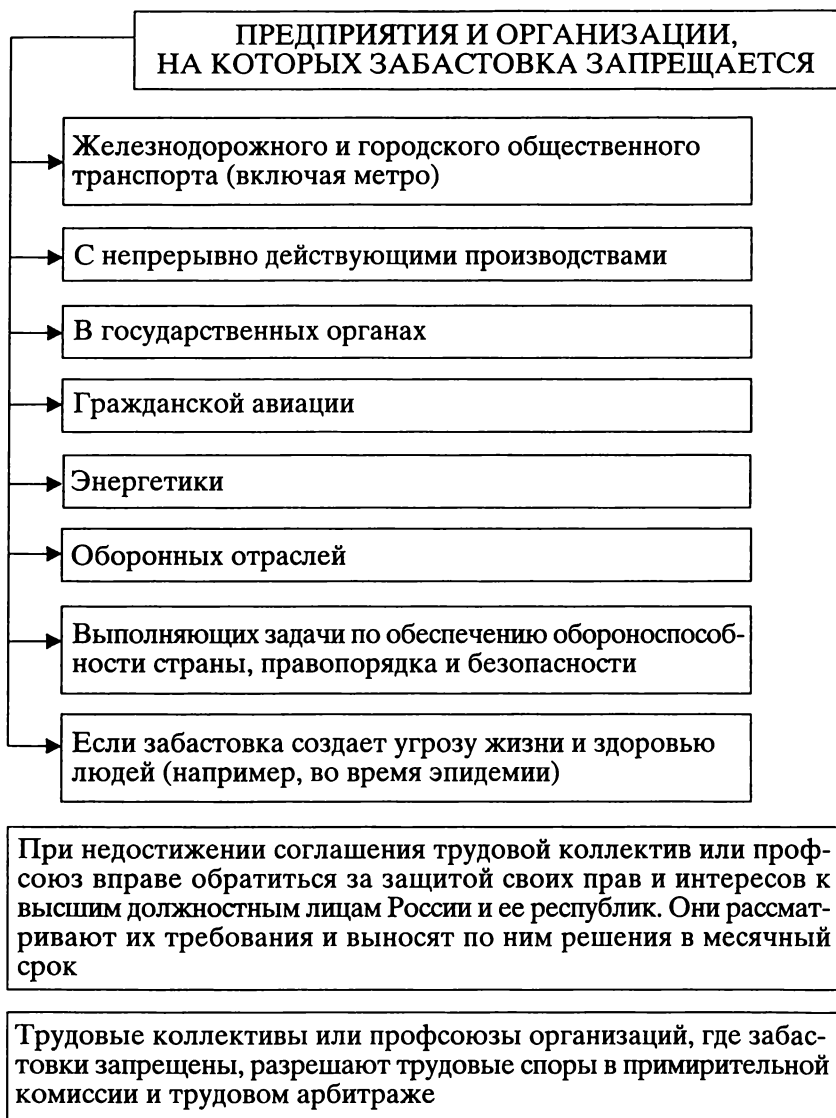 ПРЕДПРИЯТИЯ И ОРГАНИЗАЦИИ,
НА КОТОРЫХ ЗАБАСТОВКА ЗАПРЕЩАЕТСЯ
Железнодорожного и городского общественного
транспорта (включая метро)
С непрерывно действующими производствами
В государственных органах
Гражданской авиации
Энергетики
Оборонных отраслей
Выполняющих задачи по обеспечению обороноспособ-
ности страны, правопорядка и безопасности
Если забастовка создает угрозу жизни и здоровью
людей (например, во время эпидемии)
При недостижении соглашения трудовой коллектив или проф-
союз вправе обратиться за защитой своих прав и интересов к
высшим должностным лицам России и ее республик. Они рассмат-
ривают их требования и выносят по ним решения в месячный
срок
Трудовые коллективы или профсоюзы организаций, где забас-
товки запрещены, разрешают трудовые споры в примирительной
комиссии и трудовом арбитраже